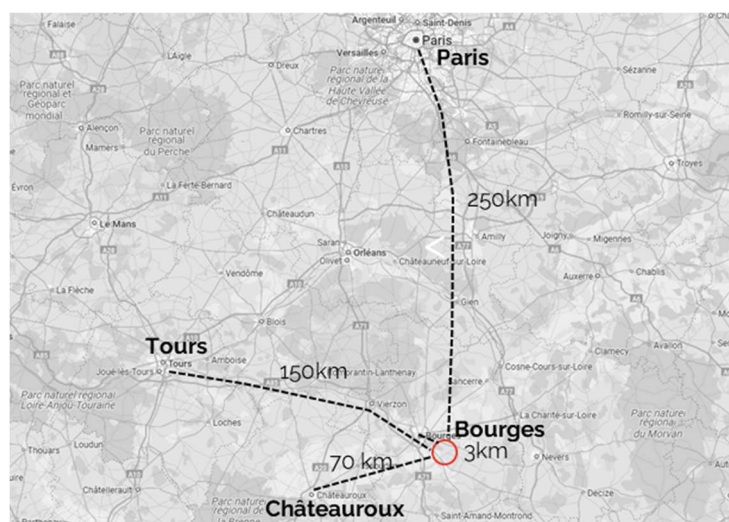 Argenteuil
Saint-Denis
Paris
Paris
Versailles
Parc naturel
régional de la
Haute Vallée
de Chevreuse
L'Aigle
Dreux
Parc naturel
régional et
Géoparc
mondial
Sézanne
Romilly-sur-Seine
Alençon
Mamers
Parc naturel
régional
du Perche
Chartres
Fontainebleau
Troyes
La Ferté-Bernard
250km
Châteaudun
Le Mans
Saran
Orléans
Olivet
Châteauneuf-sur-Loire
Amilly
Joigny
Migennes
Auxerre
Chablis
Vendôme
La Flèche
Gien
Blois
Clamecy
Avallon
Tours
Tours
Joué-lès-Tours
Amboise
150km
Cosne-Cours-sur-Loire
Parc naturel régional
Loire-Anjou-Touraine
Vierzon
Loches
La Charité-sur-Loire
Parc naturel
régional
du Morvan
Bourges
Bourges
3km
Nevers
Thouars
Loudun
70 km
Châtellerault
Châteauroux
Châteauroux
Decize
Saint-Amand-Montrond